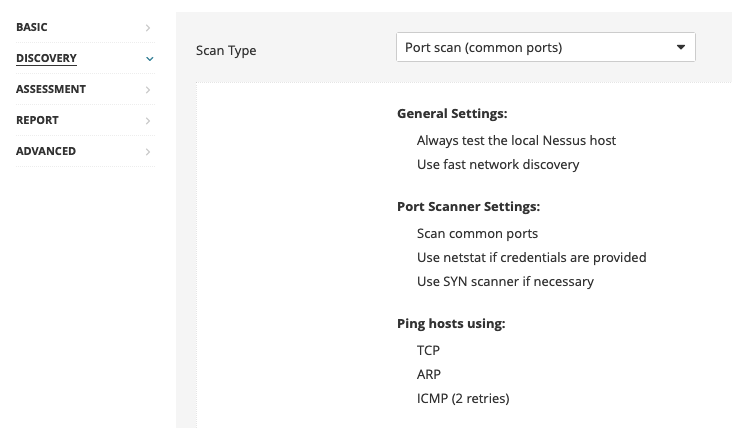 BASIC
DISCOVERY
ASSESSMENT
REPORT
ADVANCED
Scan Type
Port scan (common ports)
General Settings:
Always test the local Nessus host
Use fast network discovery
Port Scanner Settings:
Scan common ports
Use netstat if credentials are provided
Use SYN scanner if necessary
Ping hosts using:
TCP
ARP
ICMP (2 retries)